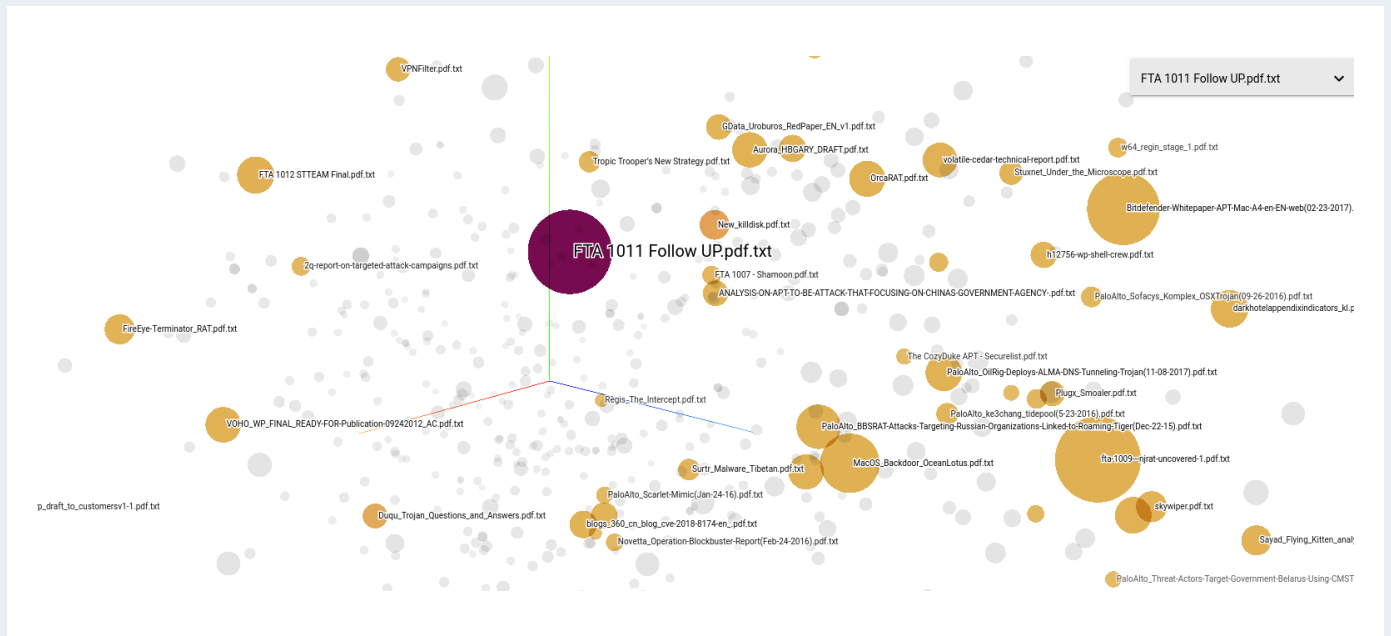 VPNFilter.pdf.txt
FTA 1011 Follow UP.pdf.txt
GData_Uroburos_RedPaper_EN_v1.pdf.txt
Aurora_HBGARY_DRAFT.pdf.txt
w64_regin_stage_1.pdf.txt
Tropic Trooper's New Strategy.pdf.txt
volatile-cedar-technical-report.pdf.txt
Stuxnet_Under_the_Microscope.pdf.txt
FTA 1012 STTEAM Final.pdf.txt
OrcaRAT.pdf.txt
Bitdefender-Whitepaper-APT-Mac-A4-en-EN-web(02-23-2017).
New_killdisk.pdf.txt
FTA 1011 Follow UP.pdf.txt
h12756-wp-shell-crew.pdf.txt
2q-report-on-targeted-attack-campaigns.pdf.txt
FTA 1007 - Shamoon.pdf.txt
ANALYSIS-ON-APT-TO-BE-ATTACK-THAT-FOCUSING-ON-CHINAS-GOVERNMENT-AGENCY-.pdf.txt
PaloAlto_Sofacys_Komplex_OSXTrojan(09-26-2016).pdf.txt
darkhotelappendixindicators_kl.p
FireEye-Terminator_RAT.pdf.txt
The CozyDuke APT - Securelist.pdf.txt
PaloAlto_OilRig-Deploys-ALMA-DNS-Tunneling-Trojan(11-08-2017).pdf.txt
Plugx_Smoaler.pdf.txt
Regis_The_Intercept.pdf.txt
PaloAlto_ke3chang_tidepool(5-23-2016).pdf.txt
VOHO_WP_FINAL_READY-FOR-Publication-09242012_AC.pdf.txt
PaloAlto_BBSRAT-Attacks-Targeting-Russian-Organizations-Linked-to-Roaming-Tiger(Dec-22-15).pdf.txt
MacOS_Backdoor_OceanLotus.pdf.txt
fta-1009---njrat-uncovered-1.pdf.txt
Surtr_Malware_Tibetan.pdf.txt
PaloAlto_Scarlet-Mimic(Jan-24-16).pdf.txt
p_draft_to_customersv1-1.pdf.txt
skywiper.pdf.txt
Duqu_Trojan_Questions_and_Answers.pdf.txt
blogs_360_cn_blog_cve-2018-8174-en_.pdf.txt
Novetta_Operation-Blockbuster-Report(Feb-24-2016).pdf.txt
Sayad_Flying_Kitten_anal
PaloAlto_Threat-Actors-Target-Government-Belarus-Using-CMST